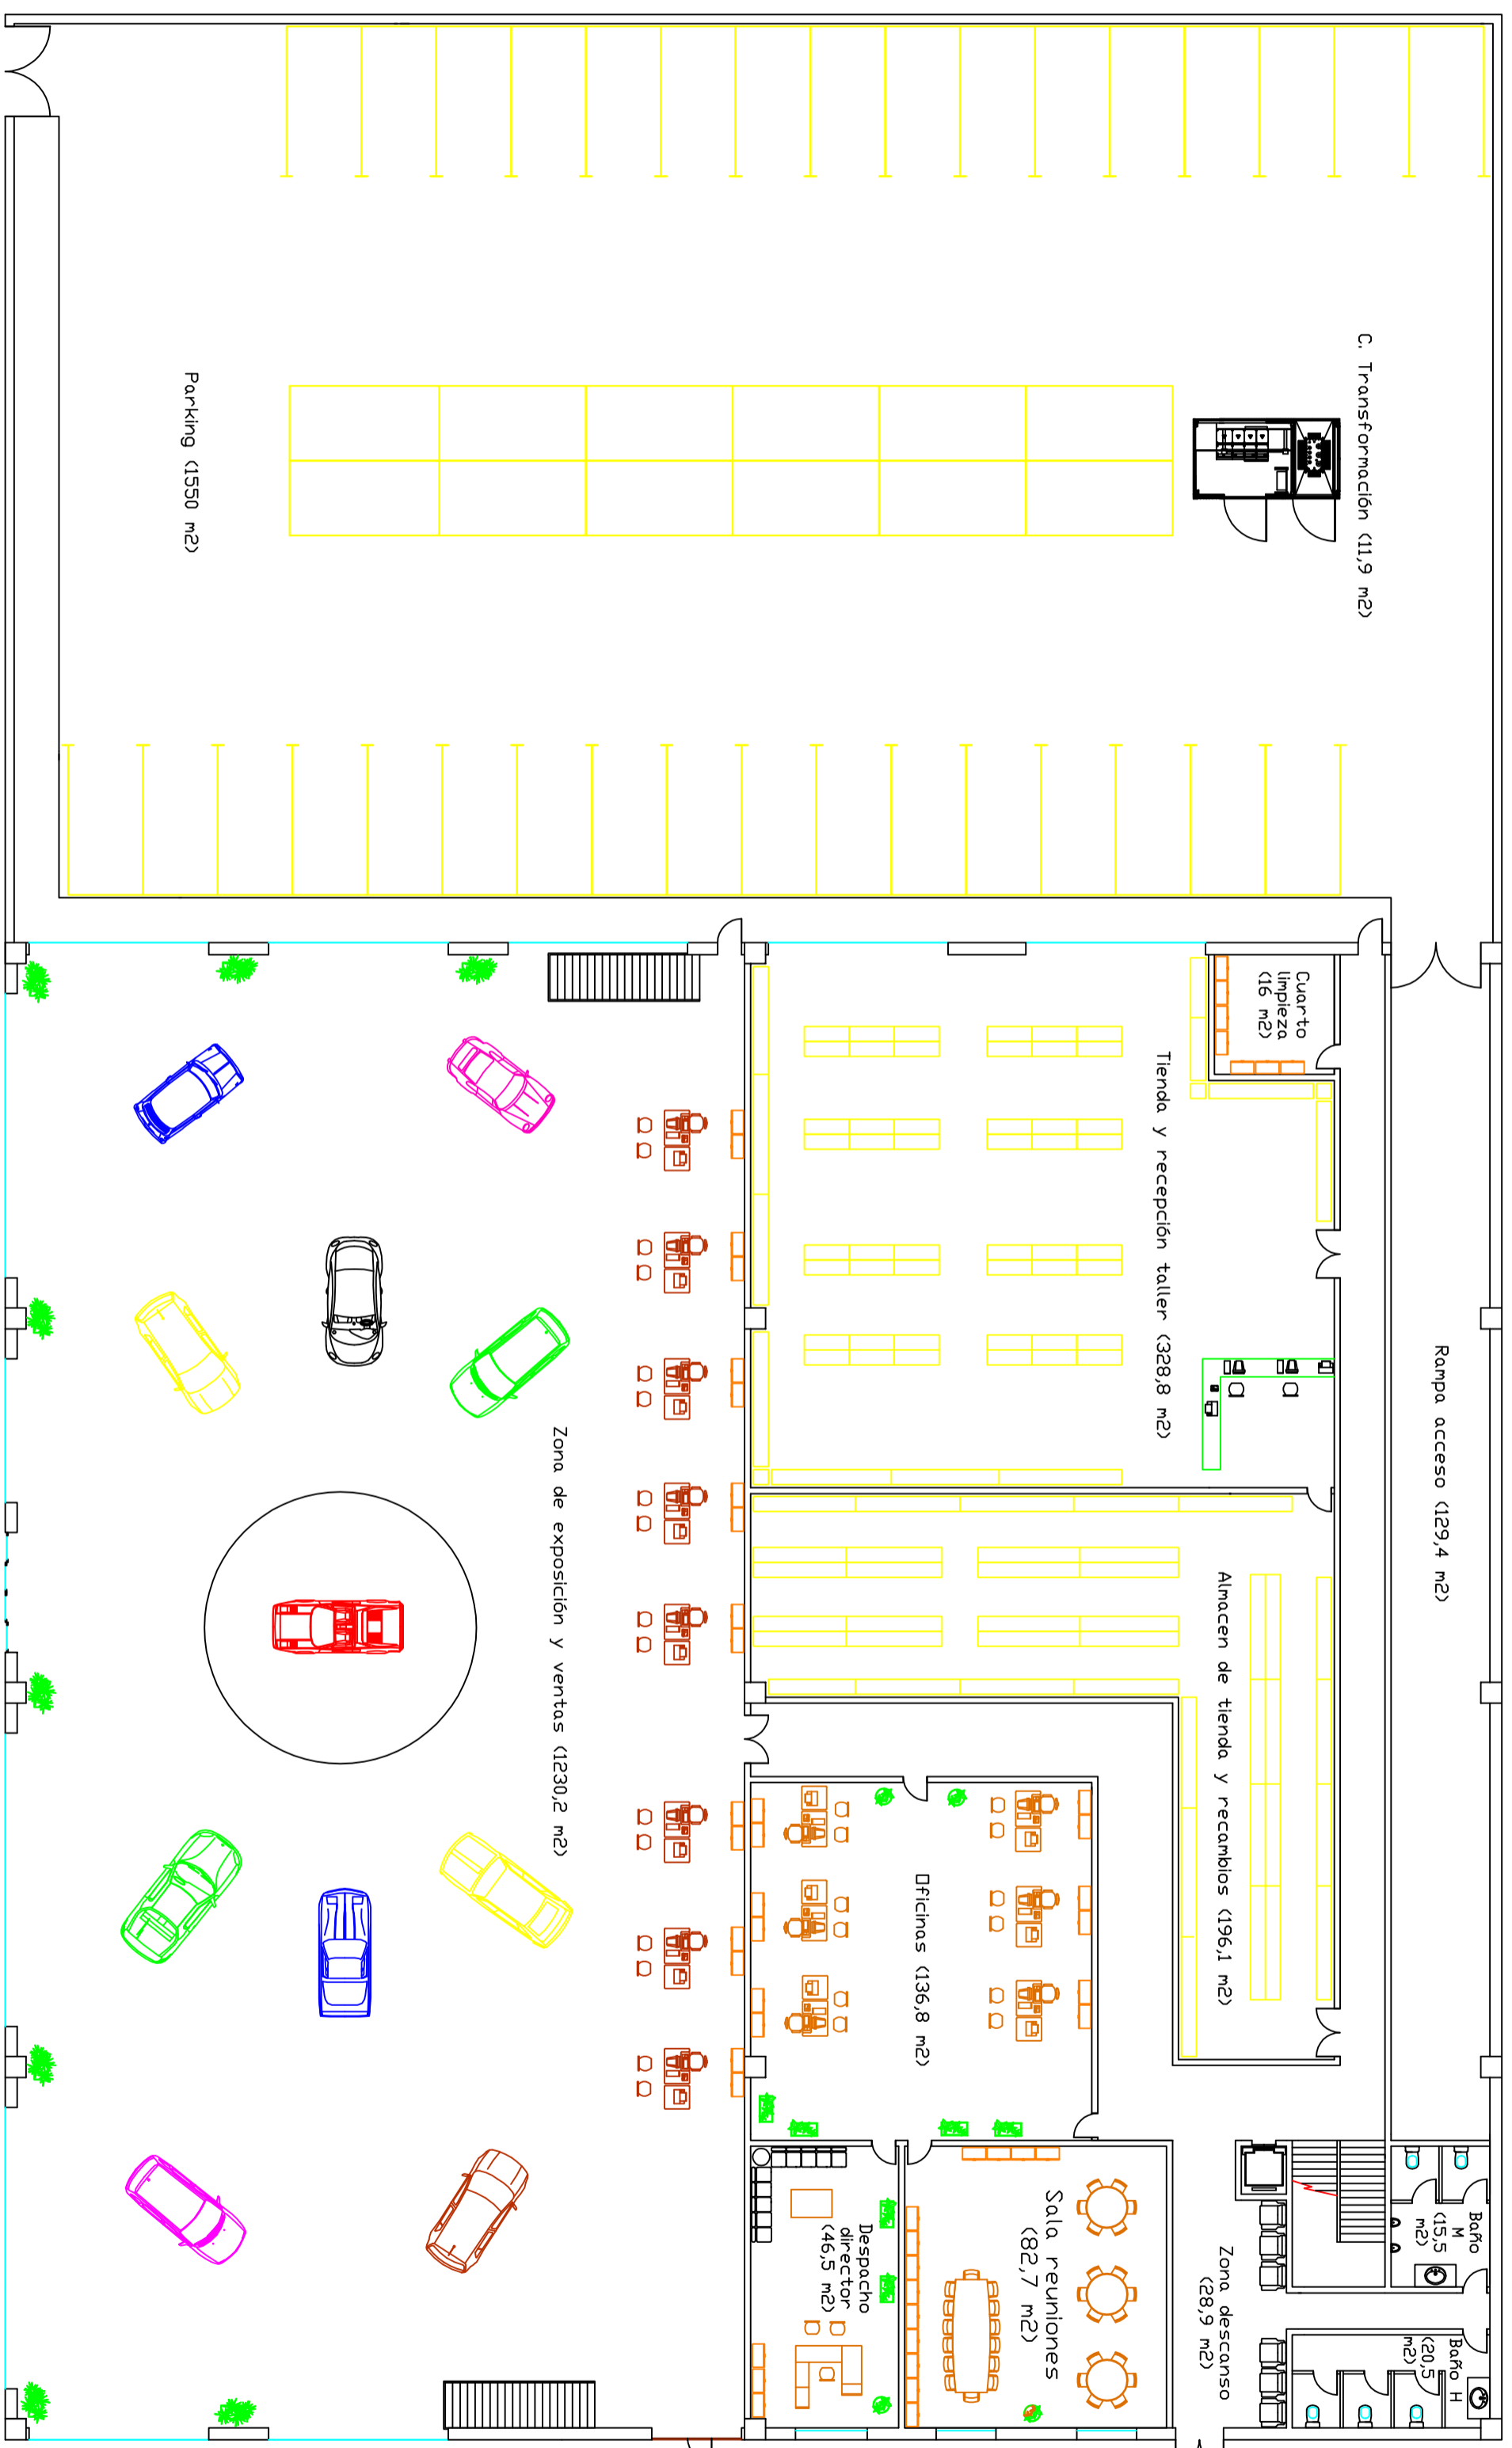 Rampa acceso (129,4 m2)
Baño
M
(15,5
m2)
Baño H
(20,5
m2)
C. Transformación (11,9 m2)
Cuarto
limpieza
(16 m2)
Tienda y recepción taller (328,8 m2)
Almacen de tienda y recambios (196,1 m2)
Zona descanso
(28,9 m2)
Sala reuniones
(82,7 m2)
Oficinas (136,8 m2)
Despacho
director
(46,5 m2)
Zona de exposición y ventas (1230,2 m2)
Parking (1550 m2)